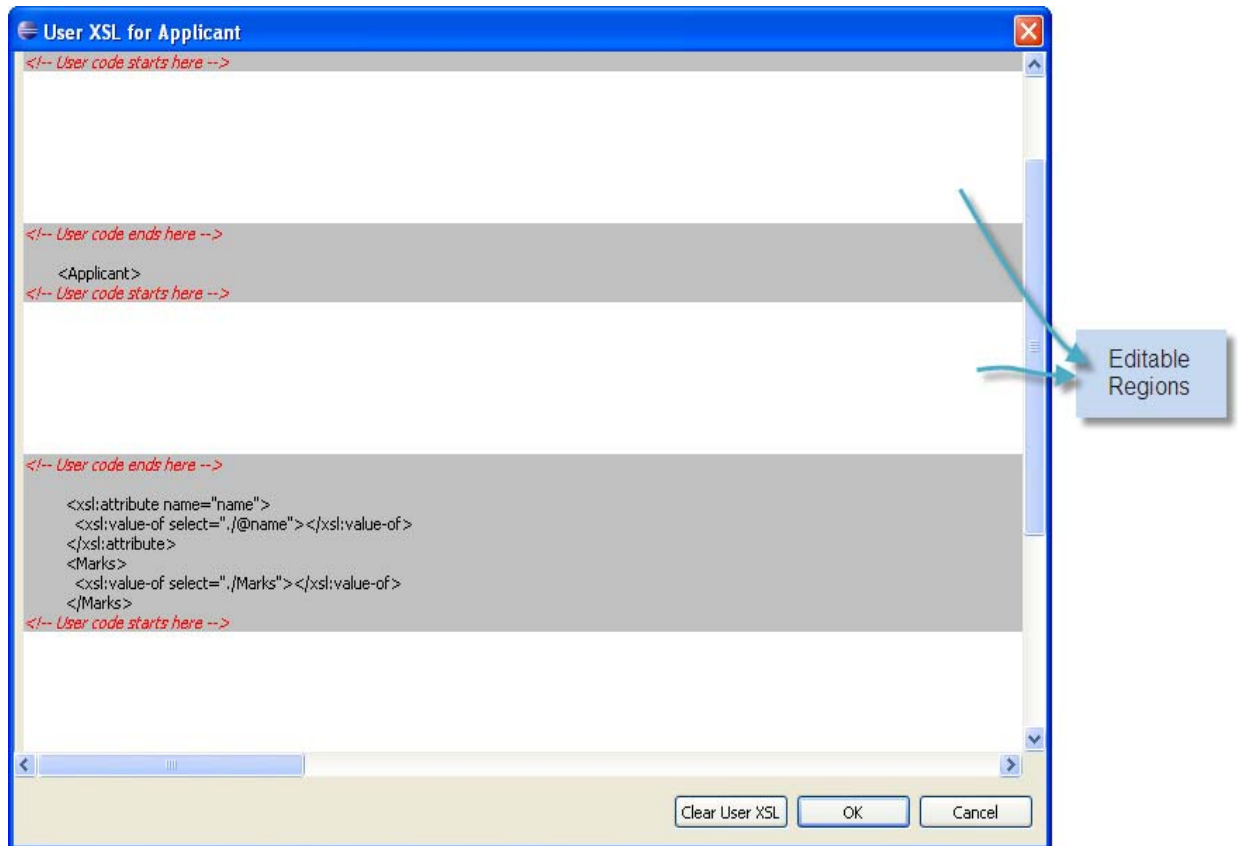 User XSL for Applicant
<!-- User code starts here -->
<!-- User code ends here -->
<Applicant>
<!-- User code starts here -->
Editable
Regions
<!-- User code ends here -->
<xsl:attribute name="name">
<xsl:value-of select="./@name"></xsl:value-of>
</xsl:attribute>
<Marks>
<xsl:value-of select="./Marks"></xsl:value-of>
</Marks>
<!-- User code starts here -->
Clear User XSL
OK
Cancel